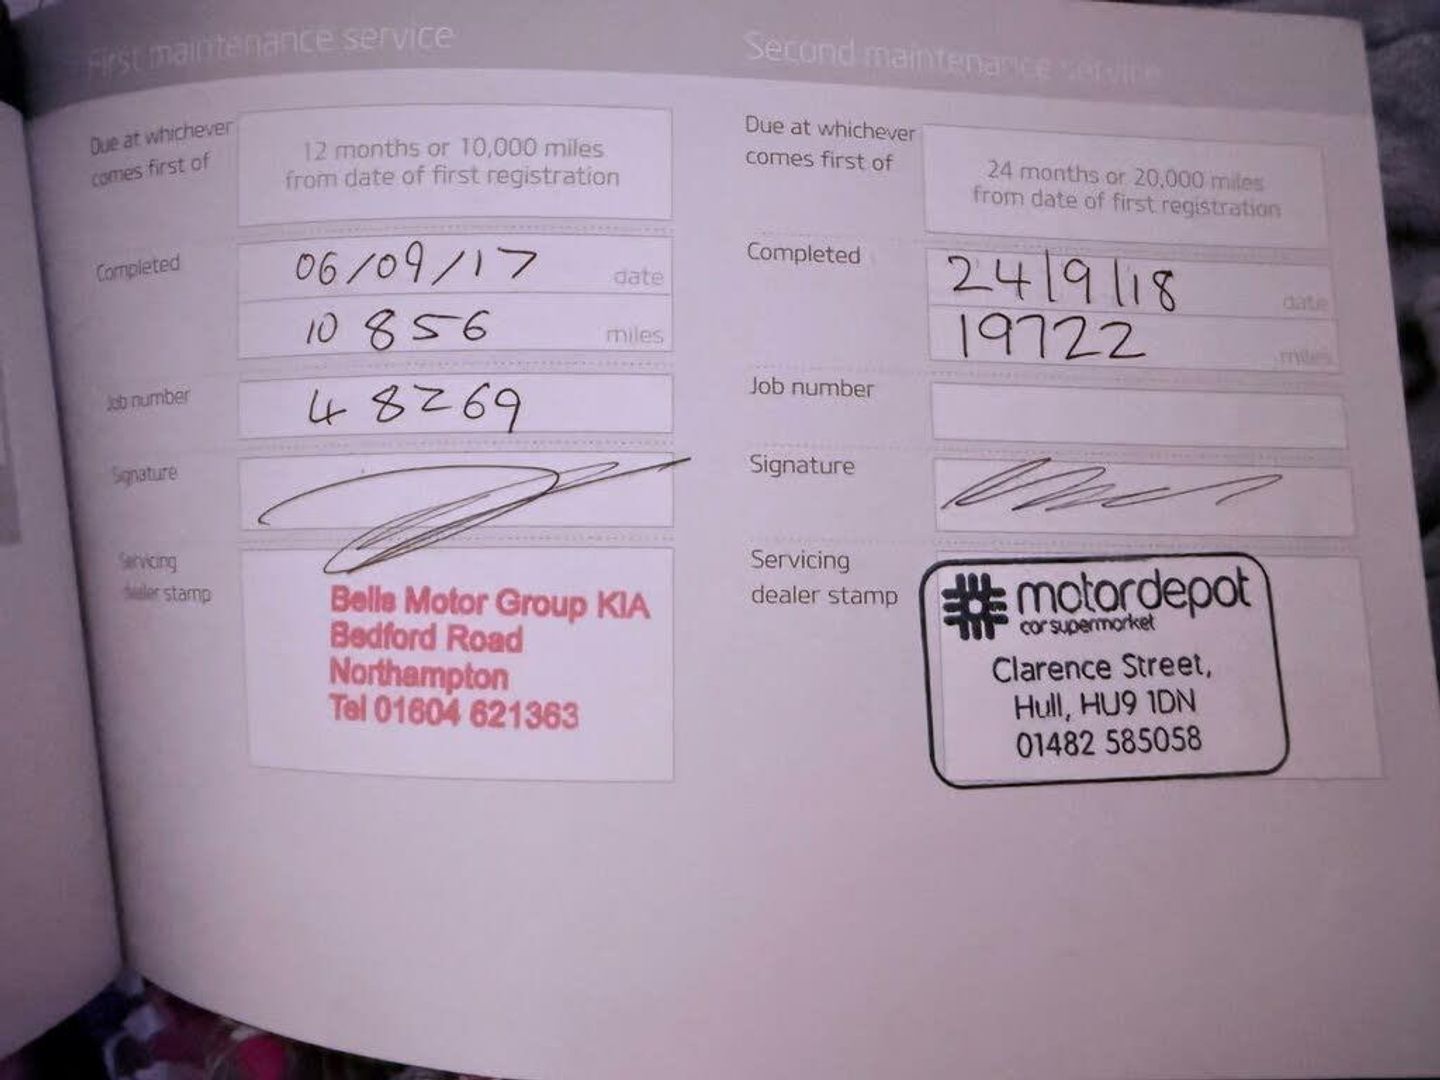 First maintenance service
Due at whichever
comes first of
12 months or 10,000 miles
from date of first registration
Completed
06/09/17 date
10 856 miles
Job number
48269
Signature
Servicing
dealer stamp
Bells Motor Group KIA
Bedford Road
Northampton
Tel 01604 621363
Second maintenance service
Due at whichever
comes first of
24 months or 20,000 miles
from date of first registration
Completed
24/9/18 date
19722 miles
Job number
Signature
Servicing
dealer stamp
motordepot
car supermarket
Clarence Street,
Hull, HU9 1DN
01482 585058